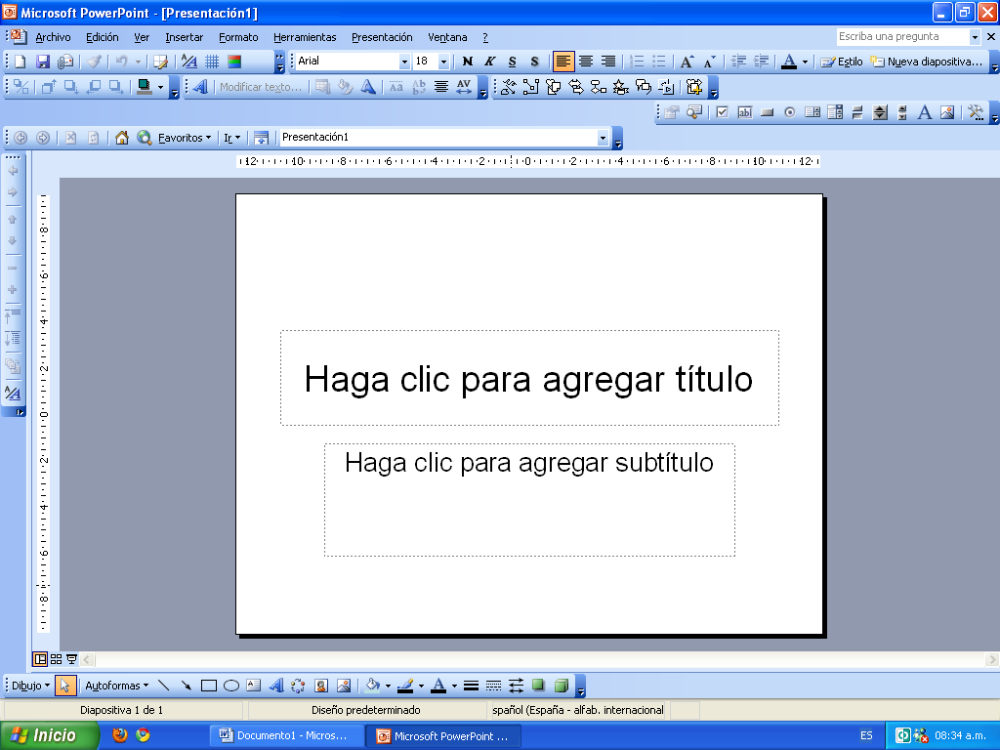 Microsoft PowerPoint - [Presentación1]
Archivo Edición Ver Insertar Formato Herramientas Presentación Ventana ? Escriba una pregunta
Arial 18 N K S S Estilo Nueva diapositiva...
Modificar texto...
Favoritos Ir Presentación1
12 10 8 6 4 2 0 2 4 6 8 10 12
8
6
4
2
0
2
4
6
8
Haga clic para agregar título
Haga clic para agregar subtítulo
Dibujo Autoformas
Diapositiva 1 de 1 Diseño predeterminado spañol (España - alfab. internacional
Inicio Documento1 - Micros... Microsoft PowerPoint ... ES 08:34 a.m.